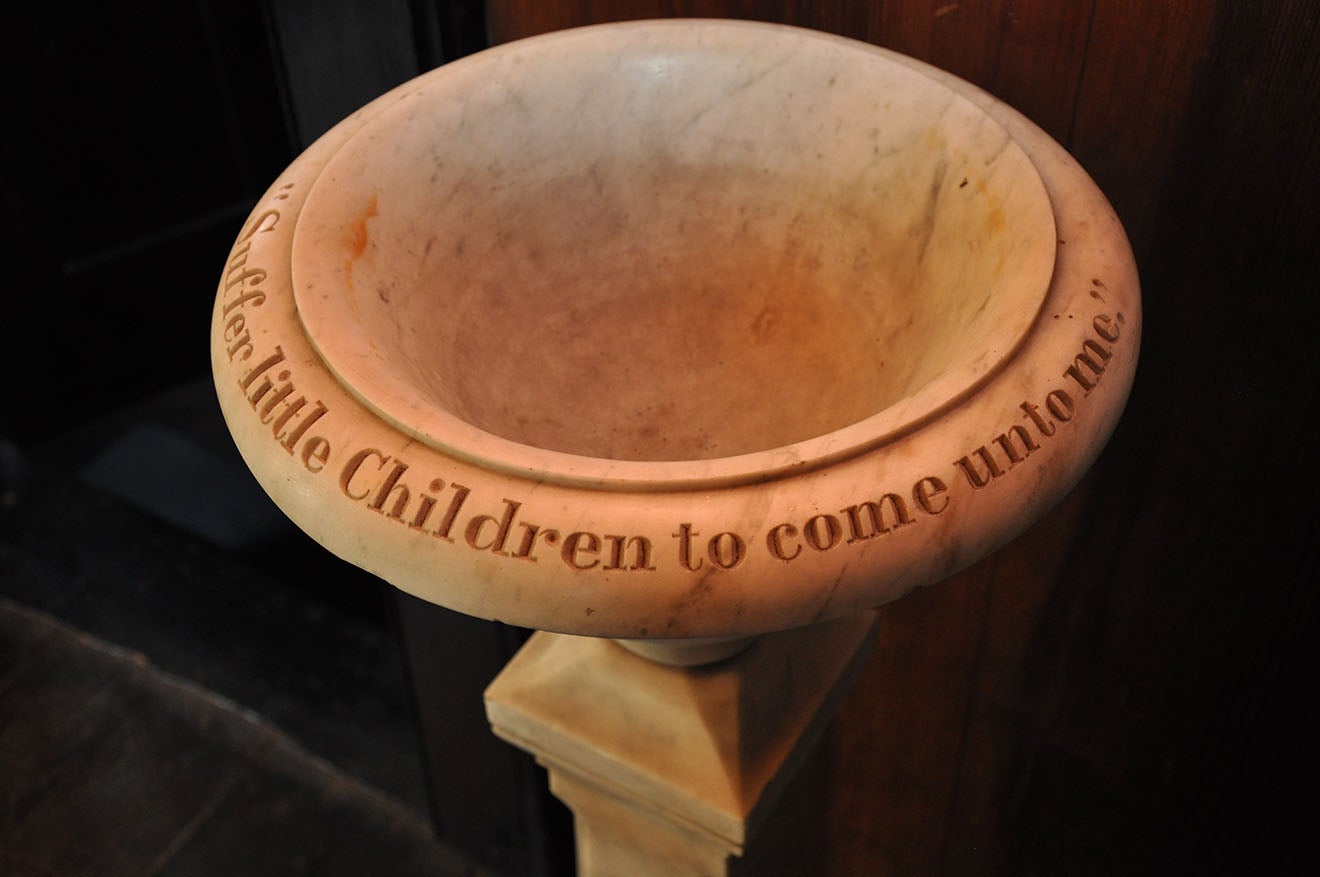 “Suffer little Children to come unto me.”